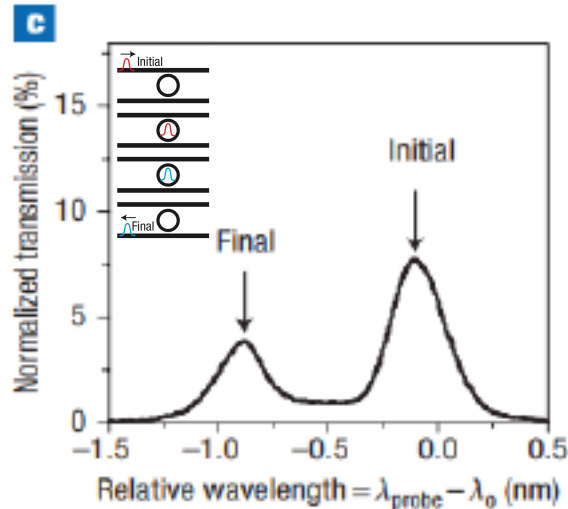 c
Normalized transmission (%)
15
10
5
0
Initial
Final
Initial
Final
−1.5
−1.0
−0.5
0.0
0.5
Relative wavelength = λprobe − λo (nm)